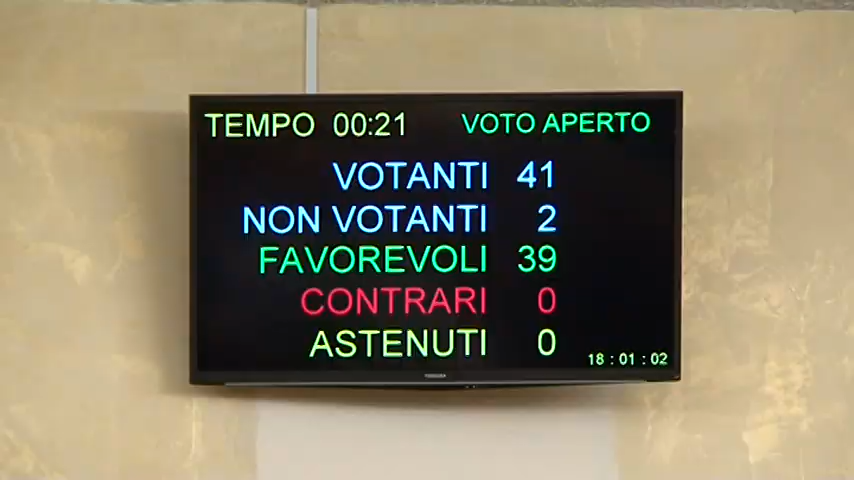 TEMPO 00:21 VOTO APERTO
VOTANTI 41
NON VOTANTI 2
FAVOREVOLI 39
CONTRARI 0
ASTENUTI 0
18:01:02
TOSHIBA